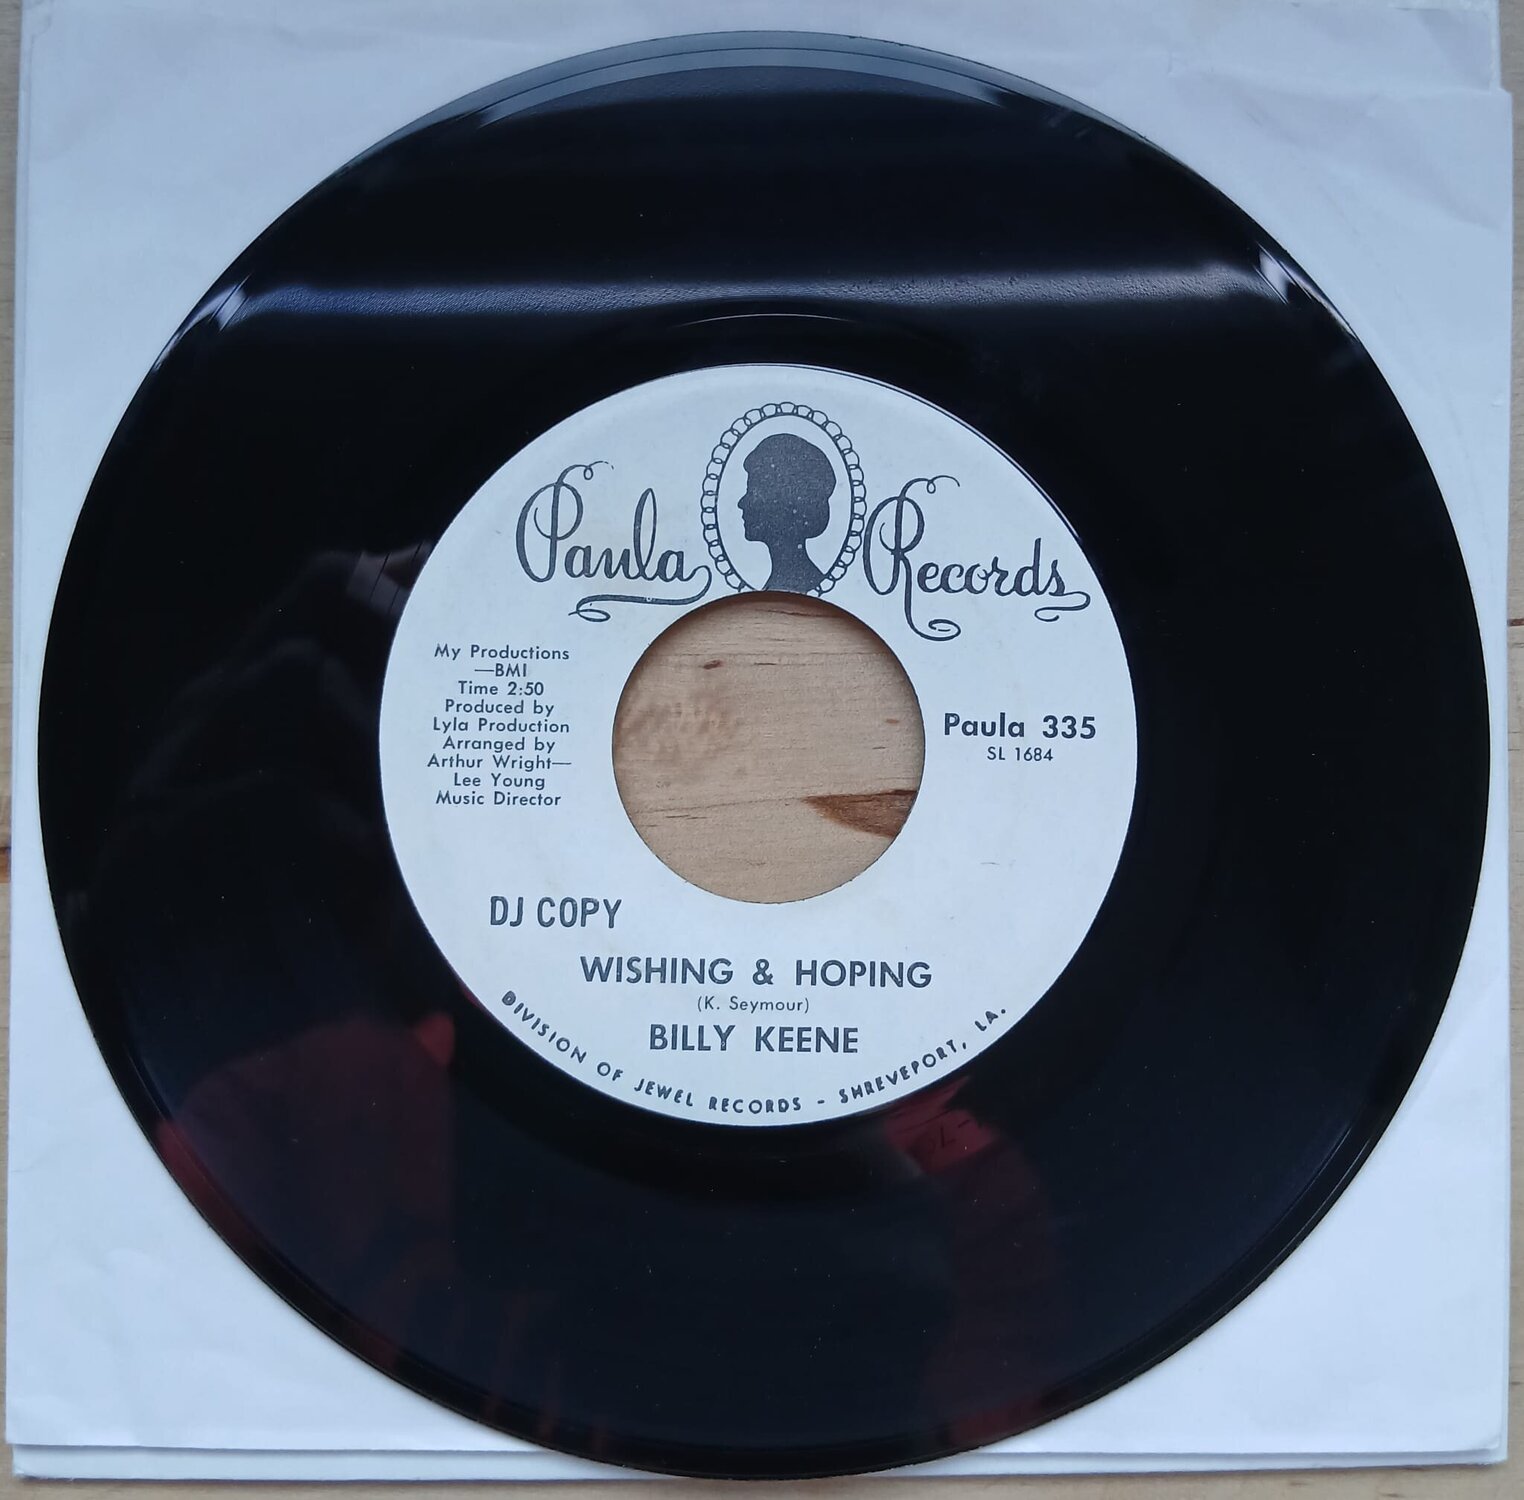 Paula Records
My Productions
—BMI
Time 2:50
Produced by
Lyla Production
Arranged by
Arthur Wright—
Lee Young
Music Director
Paula 335
SL 1684
DJ COPY
WISHING & HOPING
(K. Seymour)
BILLY KEENE
DIVISION OF JEWEL RECORDS - SHREVEPORT, LA.